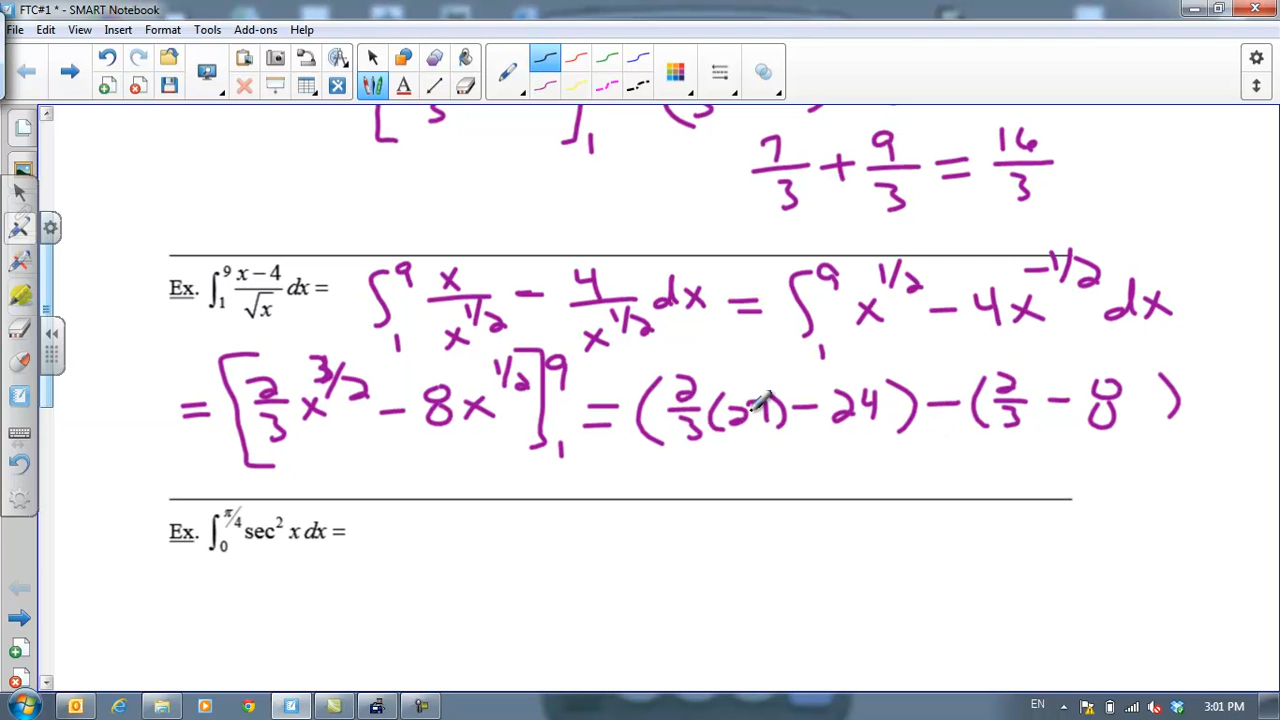 FTC#1 * - SMART Notebook
File Edit View Insert Format Tools Add-ons Help
[ 3 ]₁ (3
7/3 + 9/3 = 16/3
Ex. ∫₁⁹ (x − 4)/√x dx = ∫₁⁹ x/x^(1/2) − 4/x^(1/2) dx = ∫₁⁹ x^(1/2) − 4x^(−1/2) dx
= [2/3 x^(3/2) − 8x^(1/2)]₁⁹ = (2/3(27) − 24) − (2/3 − 8 )
Ex. ∫₀^(π/4) sec² x dx =
EN 3:01 PM